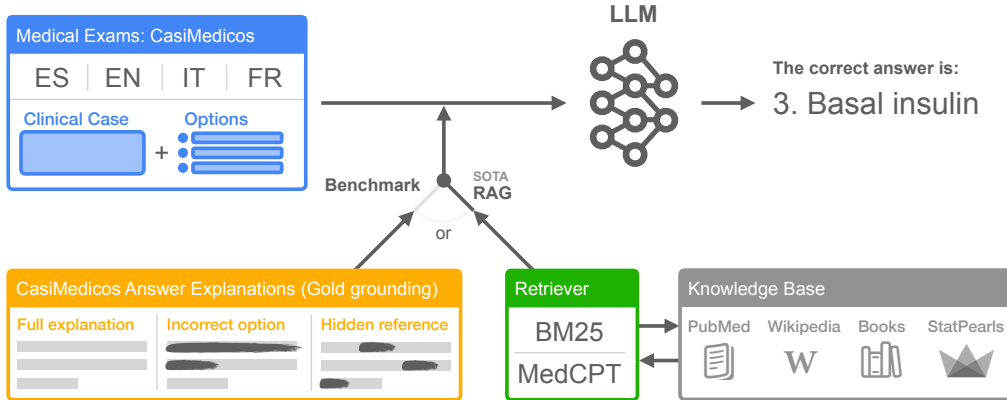 LLM
Medical Exams: CasiMedicos
ES EN IT FR
Clinical Case + Options
The correct answer is:
3. Basal insulin
Benchmark
SOTA
RAG
or
CasiMedicos Answer Explanations (Gold grounding)
Full explanation Incorrect option Hidden reference
Retriever
BM25
MedCPT
Knowledge Base
PubMed Wikipedia Books StatPearls
W